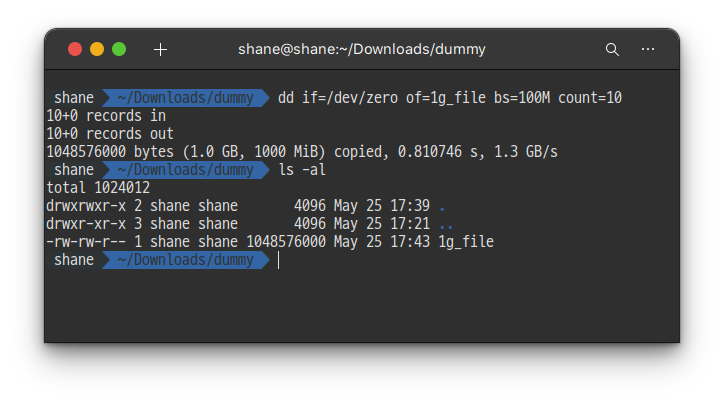 shane@shane:~/Downloads/dummy
shane ~/Downloads/dummy dd if=/dev/zero of=1g_file bs=100M count=10
10+0 records in
10+0 records out
1048576000 bytes (1.0 GB, 1000 MiB) copied, 0.810746 s, 1.3 GB/s
shane ~/Downloads/dummy ls -al
total 1024012
drwxrwxr-x 2 shane shane       4096 May 25 17:39 .
drwxr-xr-x 3 shane shane       4096 May 25 17:21 ..
-rw-rw-r-- 1 shane shane 1048576000 May 25 17:43 1g_file
shane ~/Downloads/dummy